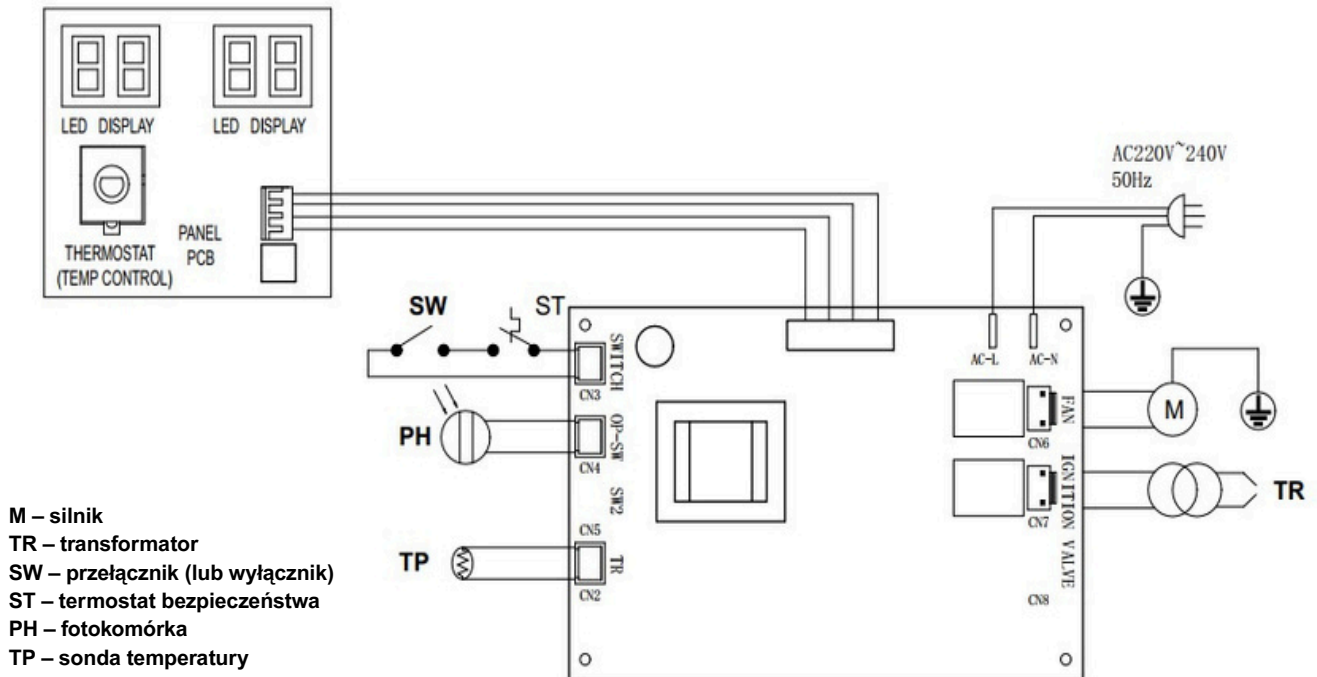 LED DISPLAY
LED DISPLAY
THERMOSTAT
(TEMP CONTROL)
PANEL
PCB
AC220V~240V
50Hz
SW
ST
SWITCH
CN3
AC-L
AC-N
FAN
CN6
M
PH
OP-SW
CN4
SW2
CN5
IGNITION
CN7
TR
VALVE
CN8
TP
TR
CN2
M – silnik
TR – transformator
SW – przełącznik (lub wyłącznik)
ST – termostat bezpieczeństwa
PH – fotokomórka
TP – sonda temperatury